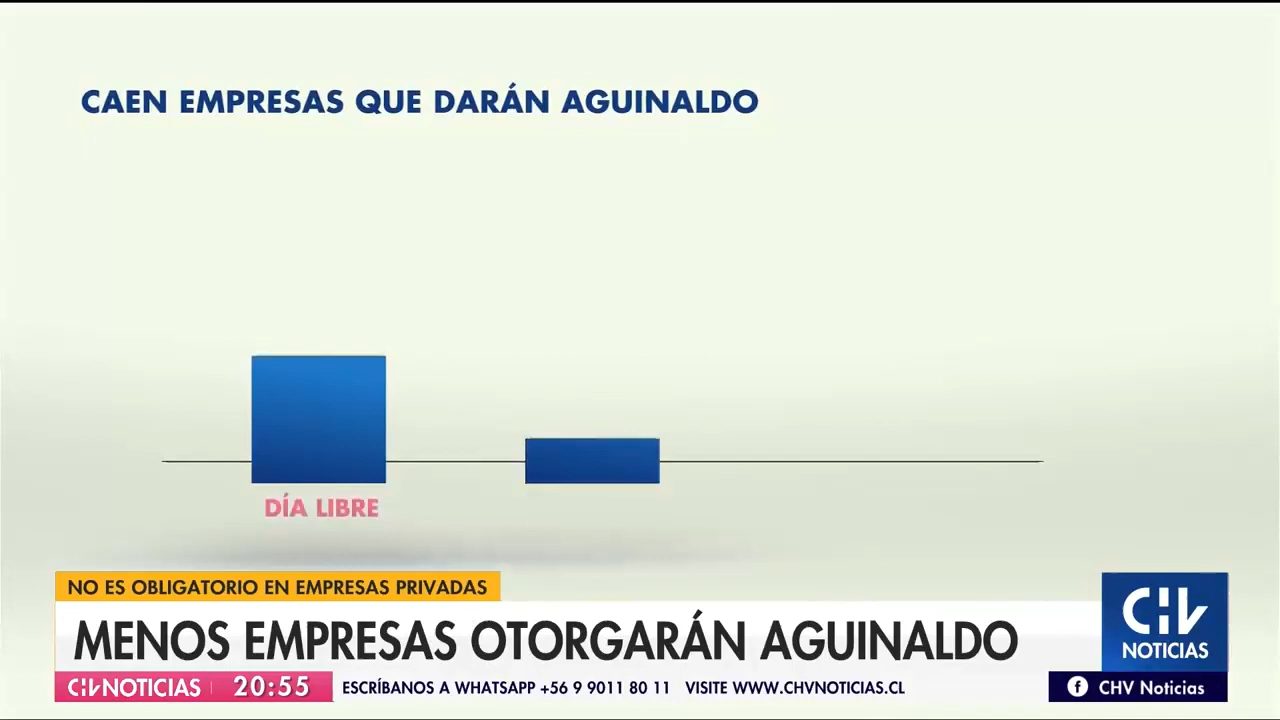 CAEN EMPRESAS QUE DARÁN AGUINALDO
DÍA LIBRE
NO ES OBLIGATORIO EN EMPRESAS PRIVADAS
MENOS EMPRESAS OTORGARÁN AGUINALDO
CHV NOTICIAS
CHVNOTICIAS 20:55 ESCRÍBANOS A WHATSAPP +56 9 9011 80 11 VISITE WWW.CHVNOTICIAS.CL
CHV Noticias